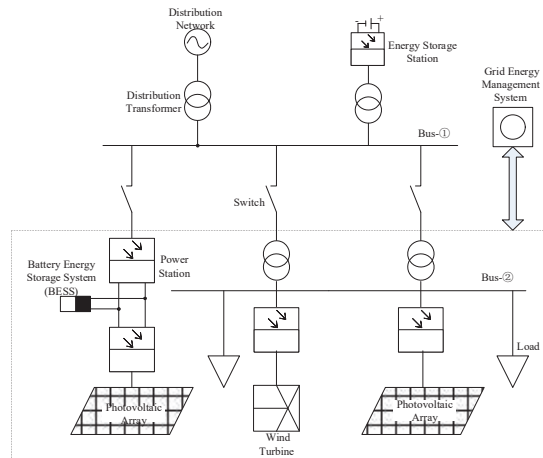 Distribution
Network
- +
Energy Storage
Station
Grid Energy
Management
System
Distribution
Transformer
Bus-①
Switch
Battery Energy
Storage System
(BESS)
Power
Station
Bus-②
Load
Photovoltaic
Array
Wind
Turbine
Photovoltaic
Array